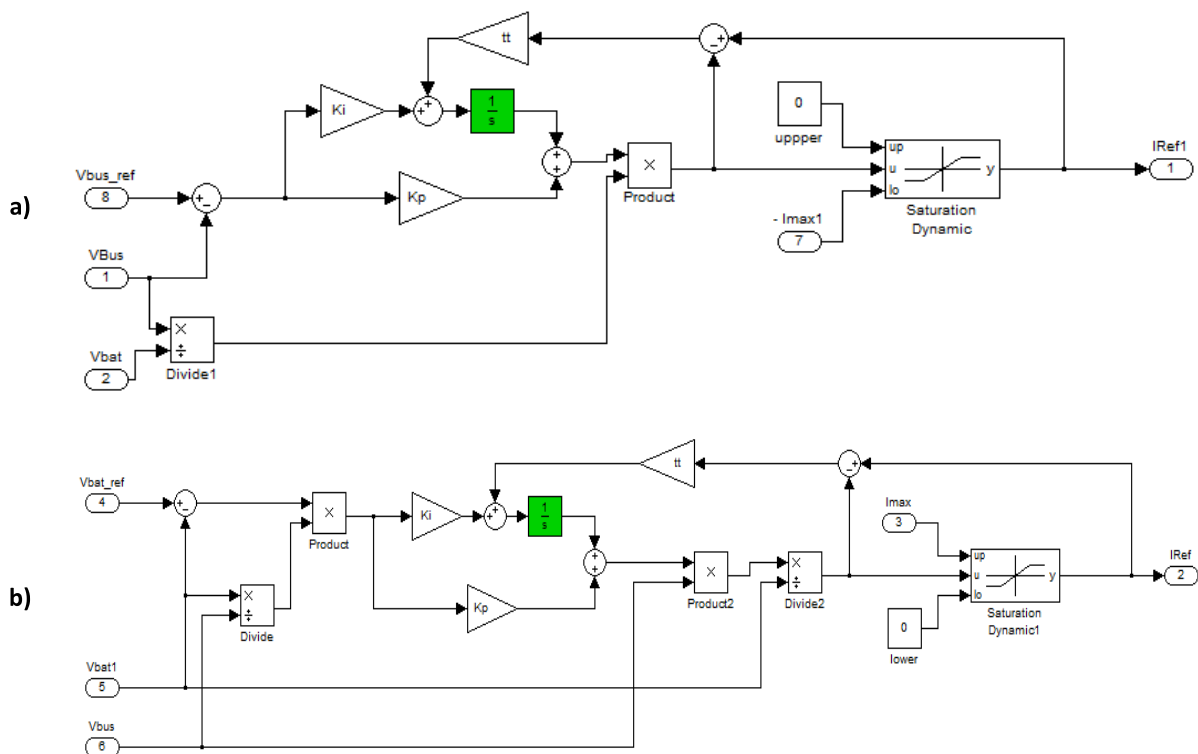 tt
Ki
1
s
0
uppper
up
u
lo
y
IRef1
1
Vbus_ref
8
Kp
Product
Saturation
Dynamic
a)
- Imax1
7
VBus
1
Vbat
2
Divide1
tt
Vbat_ref
4
Ki
1
s
Imax
3
Product
up
u
lo
y
IRef
2
Product2
Divide2
Saturation
Dynamic1
b)
Divide
Kp
0
lower
Vbat1
5
Vbus
6